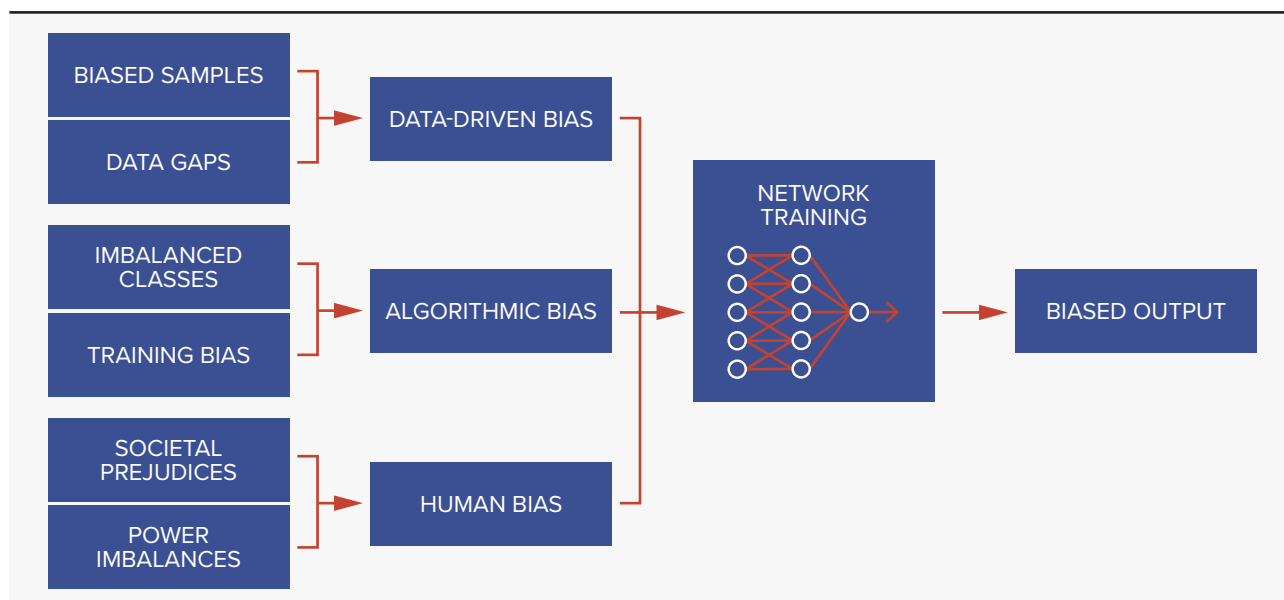 BIASED SAMPLES
DATA GAPS
DATA-DRIVEN BIAS
IMBALANCED
CLASSES
TRAINING BIAS
ALGORITHMIC BIAS
SOCIETAL
PREJUDICES
POWER
IMBALANCES
HUMAN BIAS
NETWORK
TRAINING
BIASED OUTPUT